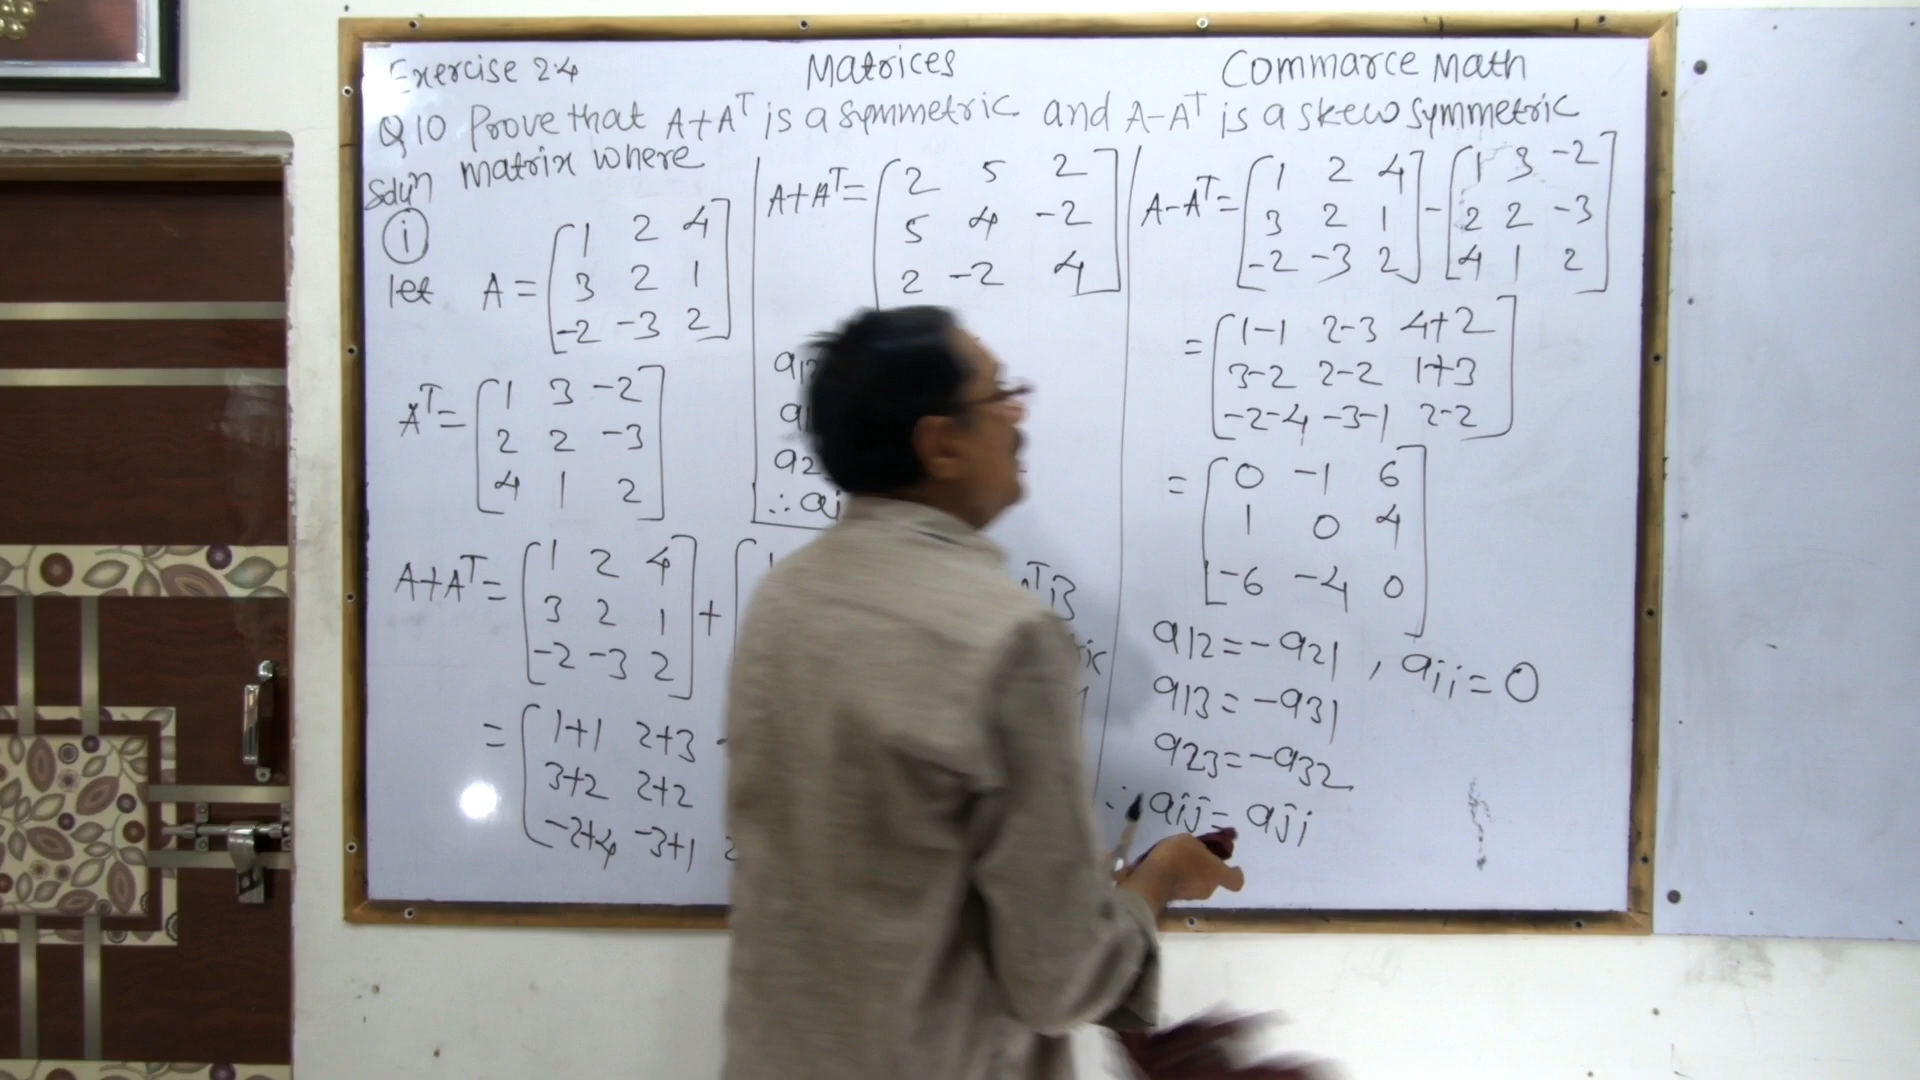 Exercise 2.4 Matrices Commarce Math
Q10 Prove that A+A^T is a symmetric and A-A^T is a skew symmetric
matrix where
Solun
(i)
let A = [1 2 4
3 2 1
-2 -3 2]
A^T = [1 3 -2
2 2 -3
4 1 2]
A+A^T = [1 2 4
3 2 1
-2 -3 2] + [
= [1+1 2+3
3+2 2+2
-2+4 -3+1
A+A^T = [2 5 2
5 4 -2
2 -2 4]
A-A^T = [1 2 4
3 2 1
-2 -3 2] - [1 3 -2
2 2 -3
4 1 2]
= [1-1 2-3 4+2
3-2 2-2 1+3
-2-4 -3-1 2-2]
= [0 -1 6
1 0 4
-6 -4 0]
a12 = -a21 , aii = 0
a13 = -a31
a23 = -a32
∴ aij = aji